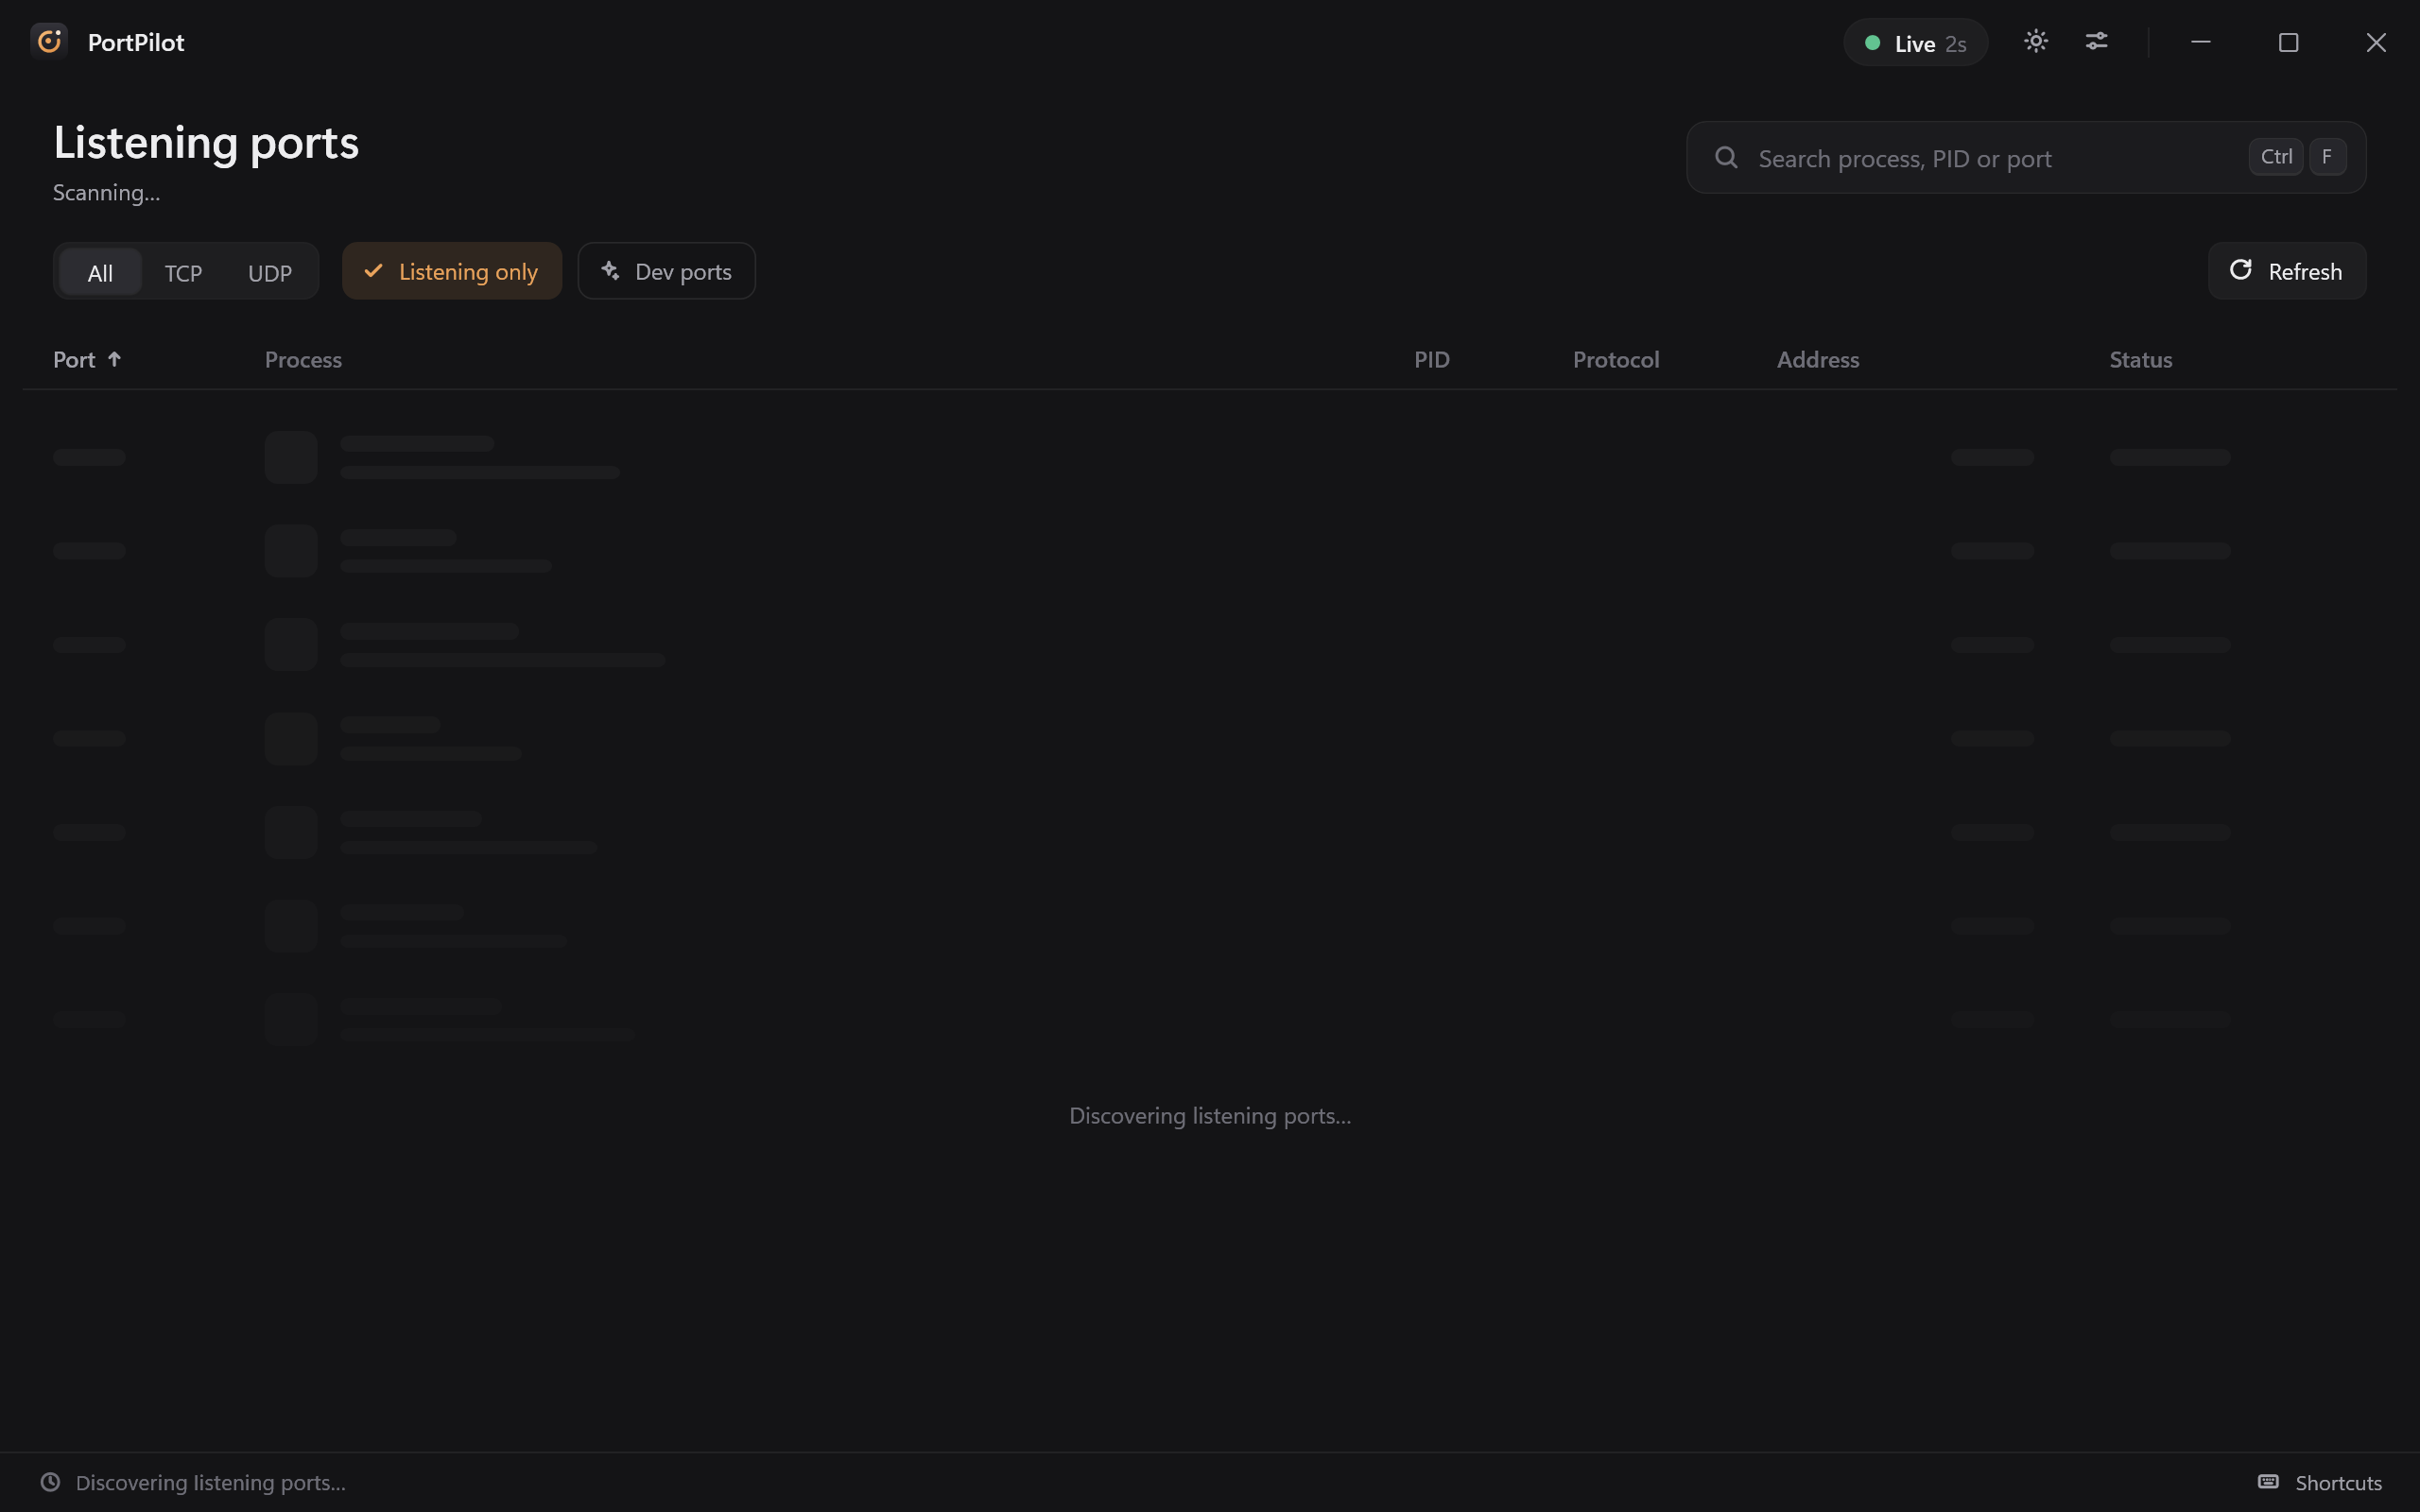 PortPilot
Live 2s
Listening ports
Scanning...
Search process, PID or port
Ctrl F
All TCP UDP Listening only Dev ports Refresh
Port Process PID Protocol Address Status
Discovering listening ports...
Discovering listening ports...
Shortcuts